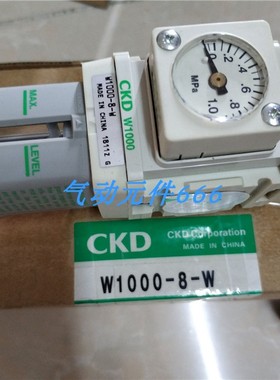 W1000-8-W
MADE IN CHINA 1811Z G
CKD W1000
MAX.
LEVEL
MPa
0
.2
.4
.6
.8
1.0
气动元件666
CKD
CKD Corporation
MADE IN CHINA
W1000-8-W